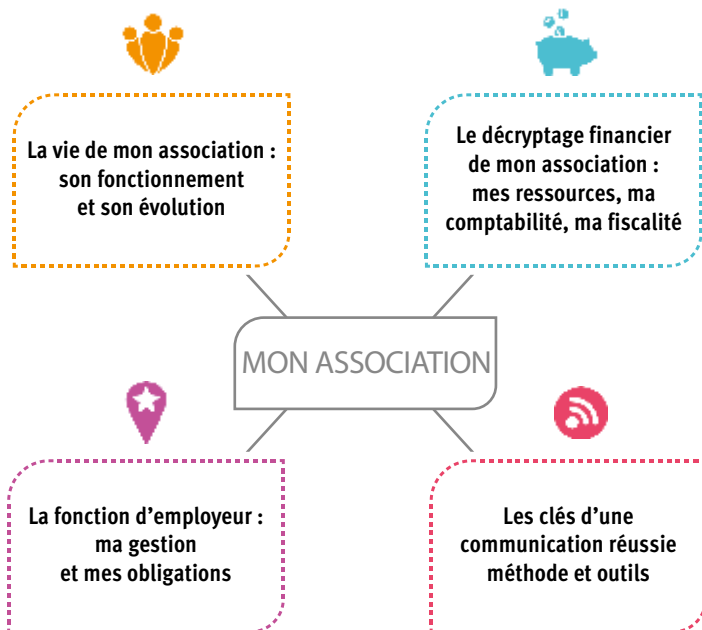 La vie de mon association :
son fonctionnement
et son évolution
Le décryptage financier
de mon association :
mes ressources, ma
comptabilité, ma fiscalité
MON ASSOCIATION
La fonction d’employeur :
ma gestion
et mes obligations
Les clés d’une
communication réussie
méthode et outils